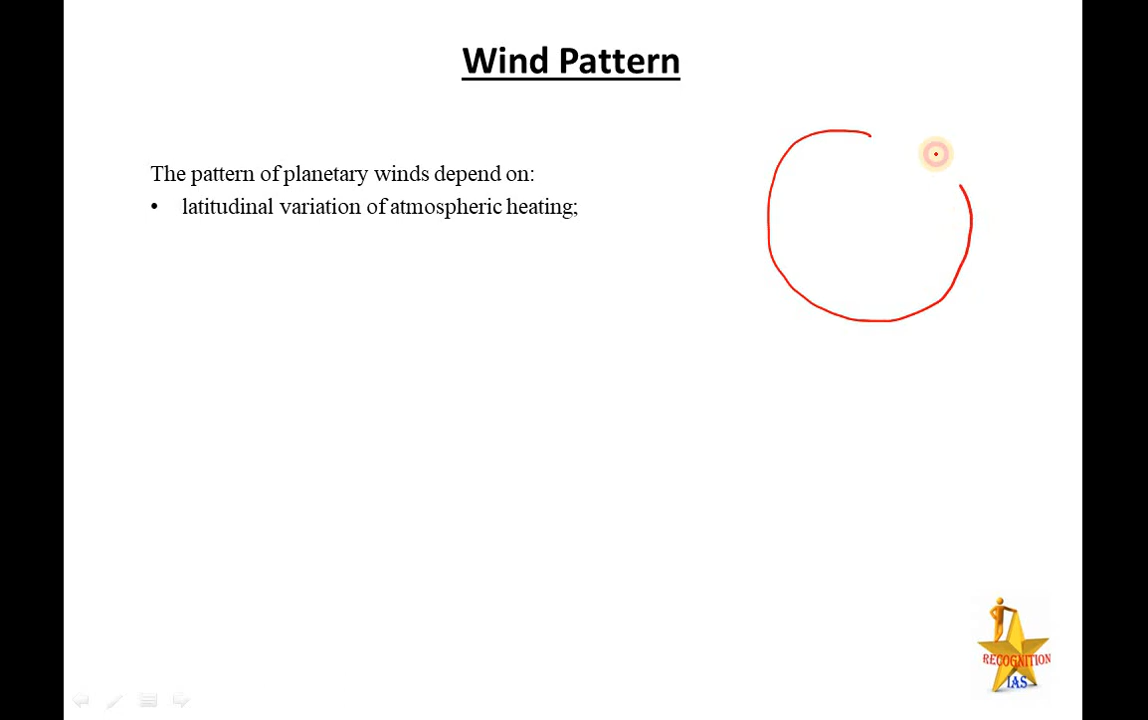 Wind Pattern
The pattern of planetary winds depend on:
• latitudinal variation of atmospheric heating;
RECOGNITION
IAS